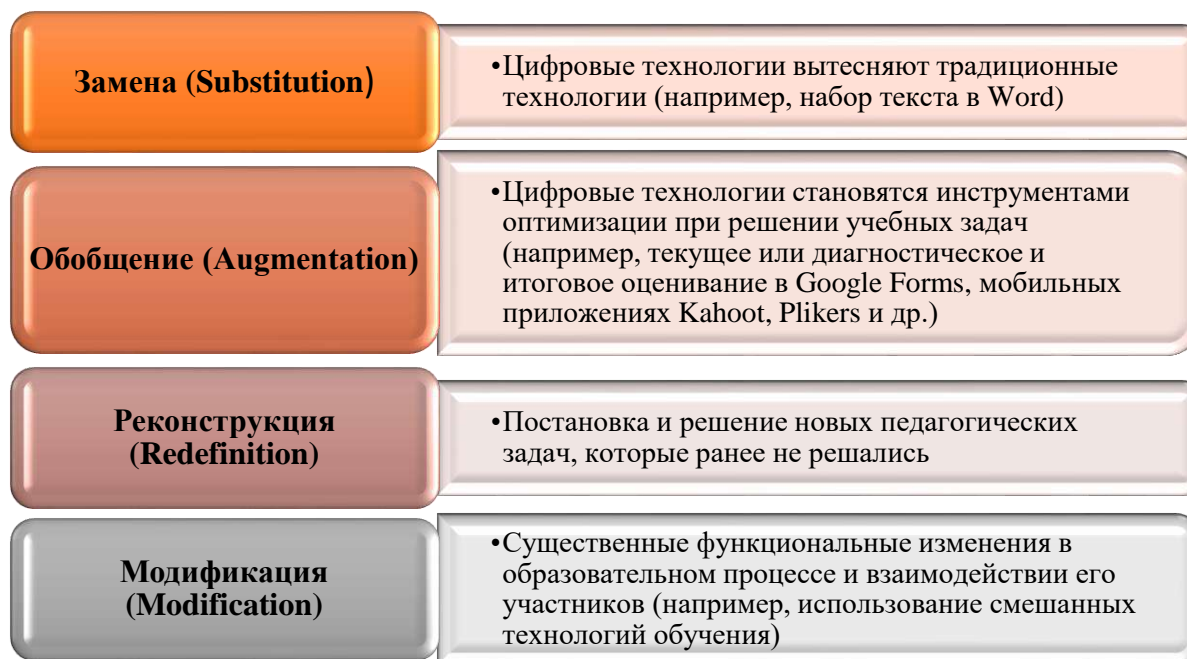 Замена (Substitution)
•Цифровые технологии вытесняют традиционные
технологии (например, набор текста в Word)
Обобщение (Augmentation)
•Цифровые технологии становятся инструментами
оптимизации при решении учебных задач
(например, текущее или диагностическое и
итоговое оценивание в Google Forms, мобильных
приложениях Kahoot, Plikers и др.)
Реконструкция
(Redefinition)
•Постановка и решение новых педагогических
задач, которые ранее не решались
Модификация
(Modification)
•Существенные функциональные изменения в
образовательном процессе и взаимодействии его
участников (например, использование смешанных
технологий обучения)